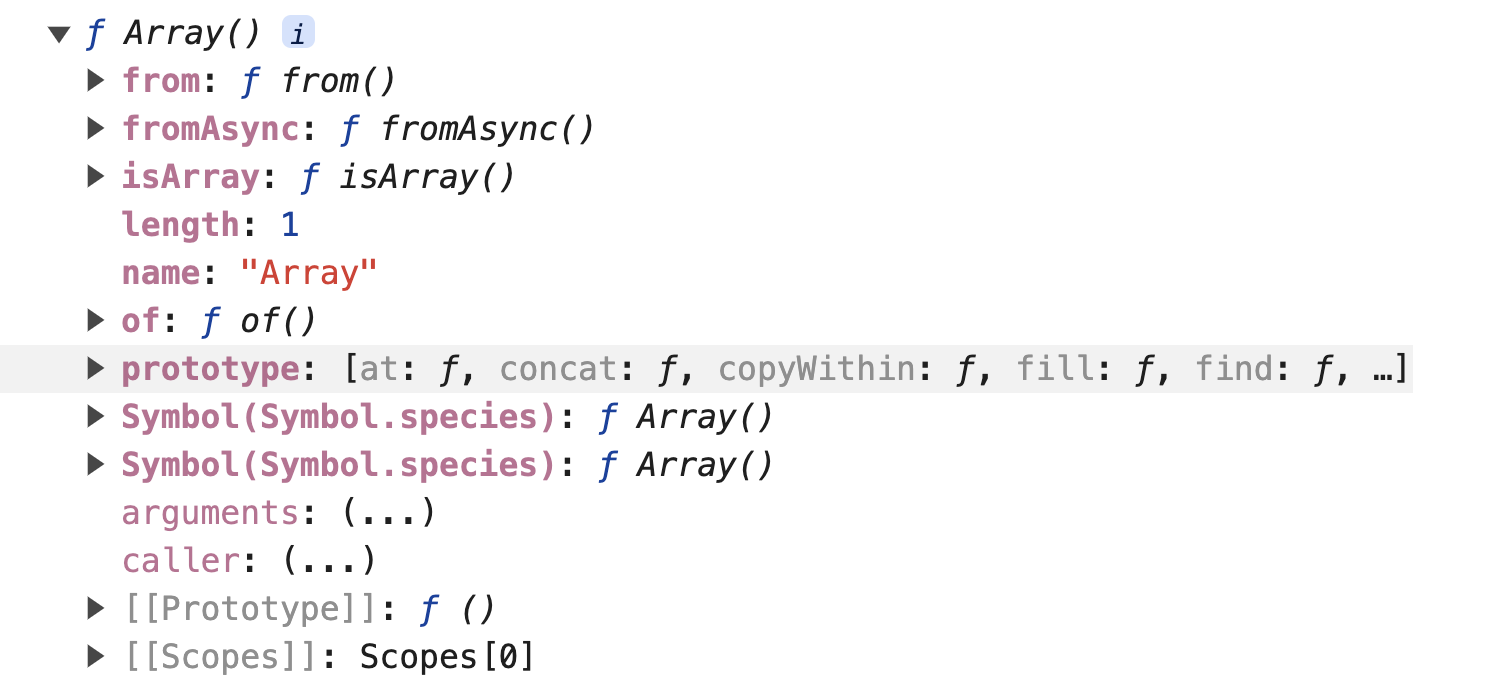 ▼ ƒ Array() i
▶ from: ƒ from()
▶ fromAsync: ƒ fromAsync()
▶ isArray: ƒ isArray()
length: 1
name: "Array"
▶ of: ƒ of()
▶ prototype: [at: ƒ, concat: ƒ, copyWithin: ƒ, fill: ƒ, find: ƒ, …]
▶ Symbol(Symbol.species): ƒ Array()
▶ Symbol(Symbol.species): ƒ Array()
arguments: (...)
caller: (...)
▶ [[Prototype]]: ƒ ()
▶ [[Scopes]]: Scopes[0]